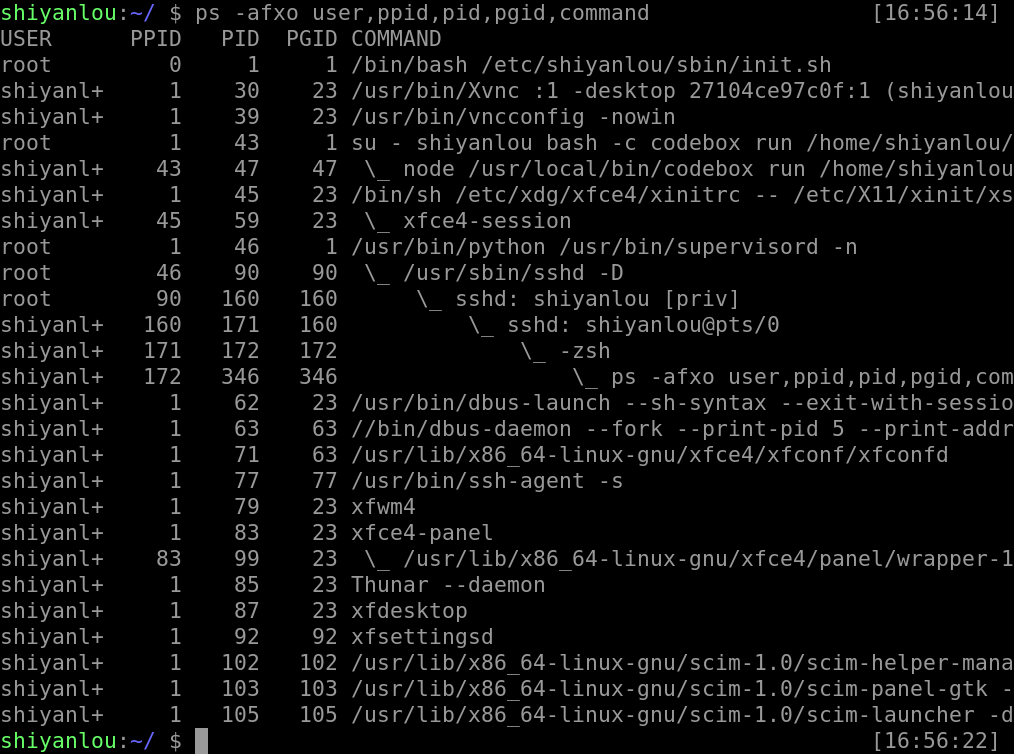 shiyanlou:~/ $ ps -afxo user,ppid,pid,pgid,command                 [16:56:14]
USER      PPID   PID  PGID COMMAND
root         0     1     1 /bin/bash /etc/shiyanlou/sbin/init.sh
shiyanl+     1    30    23 /usr/bin/Xvnc :1 -desktop 27104ce97c0f:1 (shiyanlou
shiyanl+     1    39    23 /usr/bin/vncconfig -nowin
root         1    43     1 su - shiyanlou bash -c codebox run /home/shiyanlou/
shiyanl+    43    47    47  \_ node /usr/local/bin/codebox run /home/shiyanlou
shiyanl+     1    45    23 /bin/sh /etc/xdg/xfce4/xinitrc -- /etc/X11/xinit/xs
shiyanl+    45    59    23  \_ xfce4-session
root         1    46     1 /usr/bin/python /usr/bin/supervisord -n
root        46    90    90  \_ /usr/sbin/sshd -D
root        90   160   160      \_ sshd: shiyanlou [priv]
shiyanl+   160   171   160          \_ sshd: shiyanlou@pts/0
shiyanl+   171   172   172              \_ -zsh
shiyanl+   172   346   346                  \_ ps -afxo user,ppid,pid,pgid,com
shiyanl+     1    62    23 /usr/bin/dbus-launch --sh-syntax --exit-with-sessio
shiyanl+     1    63    63 //bin/dbus-daemon --fork --print-pid 5 --print-addr
shiyanl+     1    71    63 /usr/lib/x86_64-linux-gnu/xfce4/xfconf/xfconfd
shiyanl+     1    77    77 /usr/bin/ssh-agent -s
shiyanl+     1    79    23 xfwm4
shiyanl+     1    83    23 xfce4-panel
shiyanl+    83    99    23  \_ /usr/lib/x86_64-linux-gnu/xfce4/panel/wrapper-1
shiyanl+     1    85    23 Thunar --daemon
shiyanl+     1    87    23 xfdesktop
shiyanl+     1    92    92 xfsettingsd
shiyanl+     1   102   102 /usr/lib/x86_64-linux-gnu/scim-1.0/scim-helper-mana
shiyanl+     1   103   103 /usr/lib/x86_64-linux-gnu/scim-1.0/scim-panel-gtk -
shiyanl+     1   105   105 /usr/lib/x86_64-linux-gnu/scim-1.0/scim-launcher -d
shiyanlou:~/ $                                                     [16:56:22]